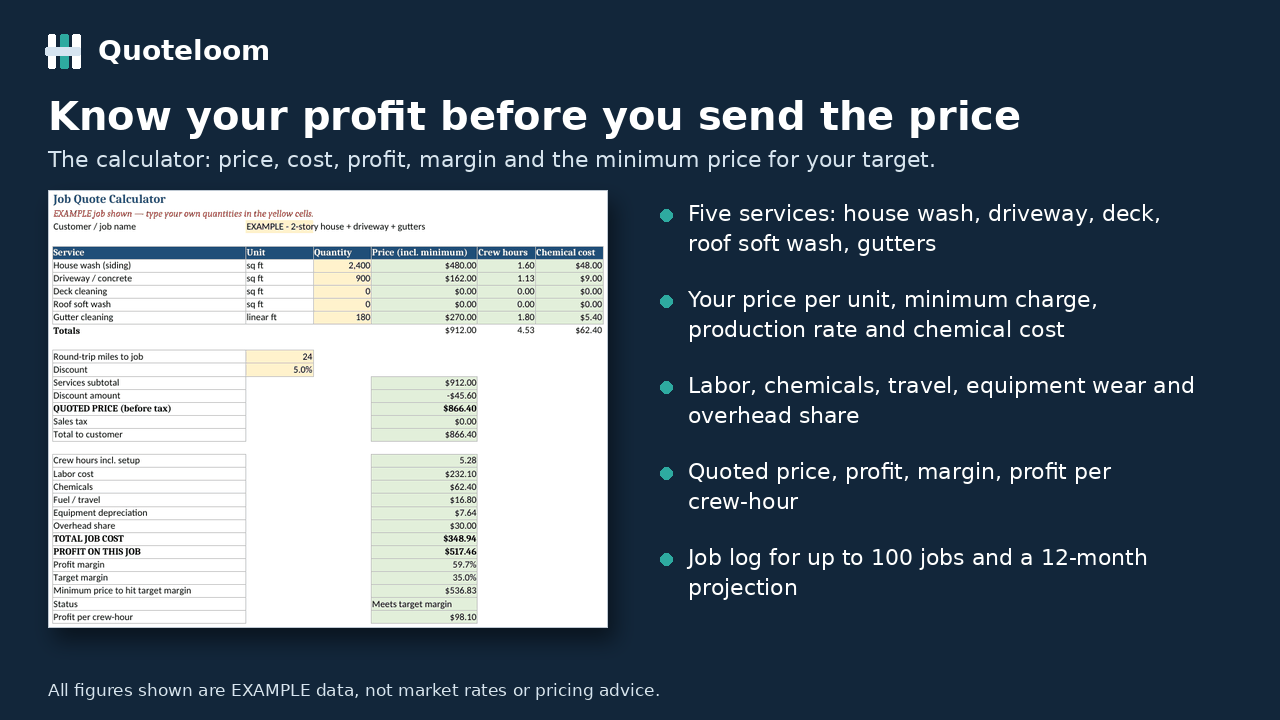 Quoteloom
Know your profit before you send the price
The calculator: price, cost, profit, margin and the minimum price for your target.
Job Quote Calculator
EXAMPLE job shown — type your own quantities in the yellow cells.
Customer / job name EXAMPLE - 2-story house + driveway + gutters
Service Unit Quantity Price (incl. minimum) Crew hours Chemical cost
House wash (siding) sq ft 2,400 $480.00 1.60 $48.00
Driveway / concrete sq ft 900 $162.00 1.13 $9.00
Deck cleaning sq ft 0 $0.00 0.00 $0.00
Roof soft wash sq ft 0 $0.00 0.00 $0.00
Gutter cleaning linear ft 180 $270.00 1.80 $5.40
Totals $912.00 4.53 $62.40
Round-trip miles to job 24
Discount 5.0%
Services subtotal $912.00
Discount amount -$45.60
QUOTED PRICE (before tax) $866.40
Sales tax $0.00
Total to customer $866.40
Crew hours incl. setup 5.28
Labor cost $232.10
Chemicals $62.40
Fuel / travel $16.80
Equipment depreciation $7.64
Overhead share $30.00
TOTAL JOB COST $348.94
PROFIT ON THIS JOB $517.46
Profit margin 59.7%
Target margin 35.0%
Minimum price to hit target margin $536.83
Status Meets target margin
Profit per crew-hour $98.10
Five services: house wash, driveway, deck,
roof soft wash, gutters
Your price per unit, minimum charge,
production rate and chemical cost
Labor, chemicals, travel, equipment wear and
overhead share
Quoted price, profit, margin, profit per
crew-hour
Job log for up to 100 jobs and a 12-month
projection
All figures shown are EXAMPLE data, not market rates or pricing advice.